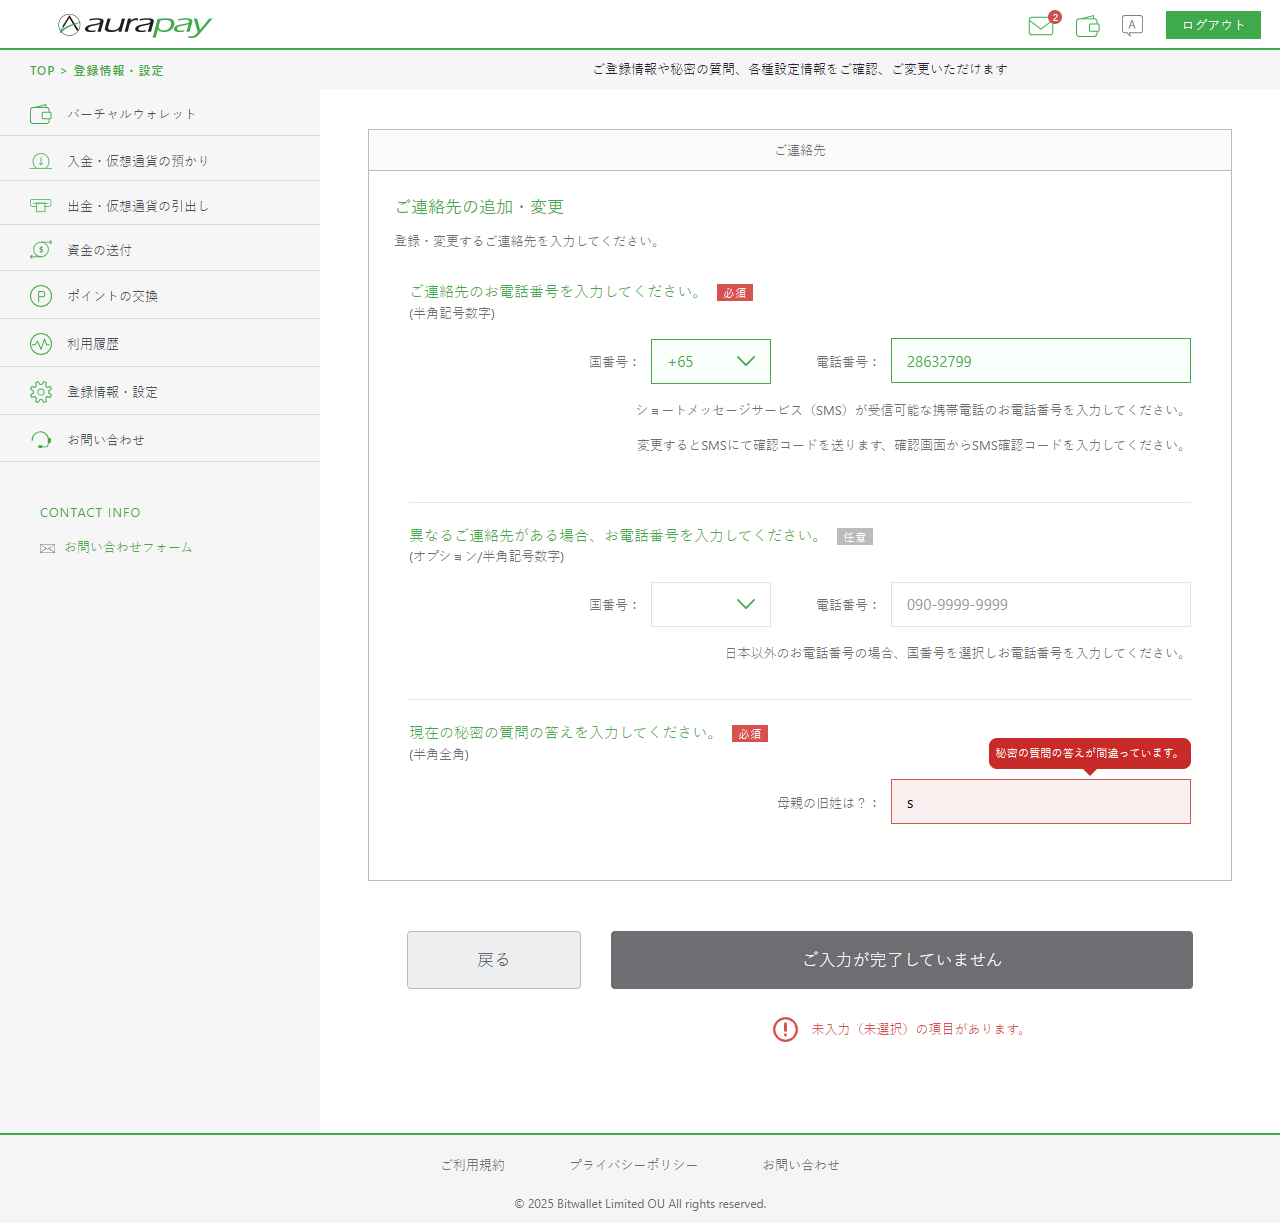 aurapay
2
A
ログアウト
TOP > 登録情報・設定
ご登録情報や秘密の質問、各種設定情報をご確認、ご変更いただけます
バーチャルウォレット
入金・仮想通貨の預かり
出金・仮想通貨の引出し
資金の送付
ポイントの交換
利用履歴
登録情報・設定
お問い合わせ
CONTACT INFO
お問い合わせフォーム
ご連絡先
ご連絡先の追加・変更
登録・変更するご連絡先を入力してください。
ご連絡先のお電話番号を入力してください。 必須
(半角記号数字)
国番号： +65 電話番号： 28632799
ショートメッセージサービス（SMS）が受信可能な携帯電話のお電話番号を入力してください。
変更するとSMSにて確認コードを送ります、確認画面からSMS確認コードを入力してください。
異なるご連絡先がある場合、お電話番号を入力してください。 任意
(オプション/半角記号数字)
国番号： 電話番号： 090-9999-9999
日本以外のお電話番号の場合、国番号を選択しお電話番号を入力してください。
現在の秘密の質問の答えを入力してください。 必須
(半角全角)
秘密の質問の答えが間違っています。
母親の旧姓は？： s
戻る
ご入力が完了していません
未入力（未選択）の項目があります。
ご利用規約 プライバシーポリシー お問い合わせ
© 2025 Bitwallet Limited OU All rights reserved.